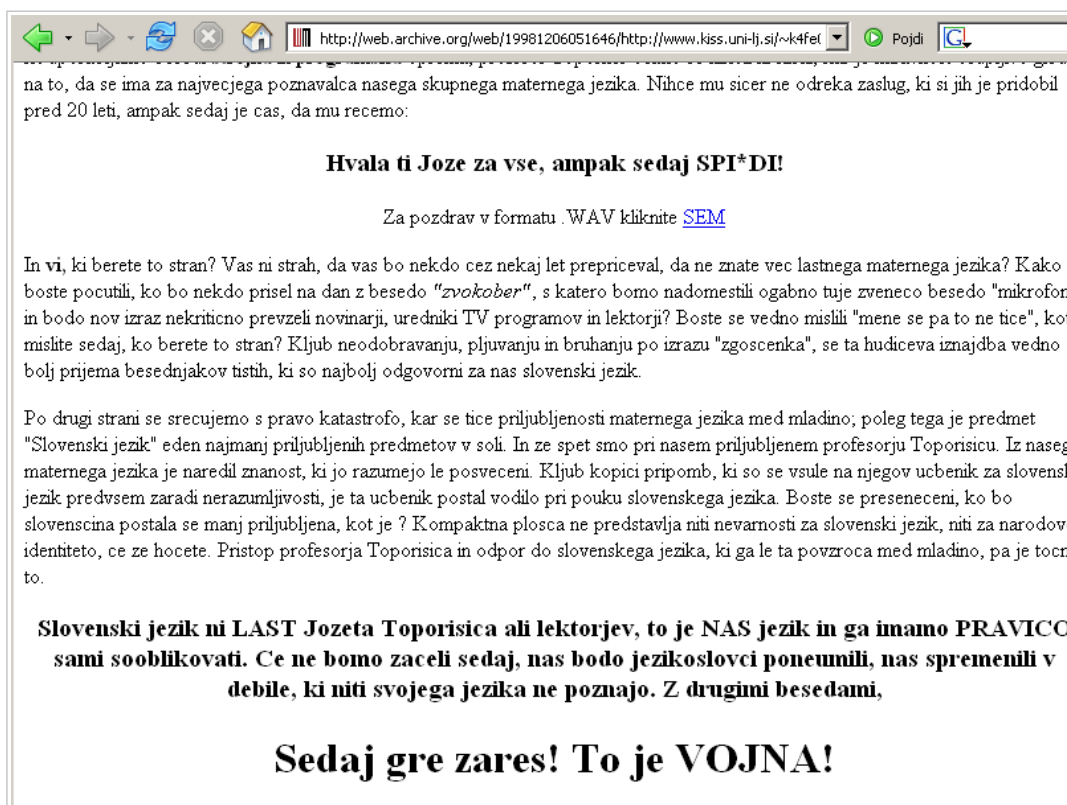 http://web.archive.org/web/19981206051646/http://www.kiss.uni-lj.si/~k4fe( Pojdi
na to, da se ima za najvecjega poznavalca nasega skupnega maternega jezika. Nihce mu sicer ne odreka zaslug, ki si jih je pridobil
pred 20 leti, ampak sedaj je cas, da mu recemo:
Hvala ti Joze za vse, ampak sedaj SPI*DI!
Za pozdrav v formatu .WAV kliknite SEM
In vi, ki berete to stran? Vas ni strah, da vas bo nekdo cez nekaj let prepriceval, da ne znate vec lastnega maternega jezika? Kako
boste pocutili, ko bo nekdo prisel na dan z besedo "zvokober", s katero bomo nadomestili ogabno tuje zveneco besedo "mikrofon
in bodo nov izraz nekriticno prevzeli novinarji, uredniki TV programov in lektorji? Boste se vedno mislili "mene se pa to ne tice", kot
mislite sedaj, ko berete to stran? Kljub neodobravanju, pljuvanju in bruhanju po izrazu "zgoscenka", se ta hudiceva iznajdba vedno
bolj prijema besednjakov tistih, ki so najbolj odgovorni za nas slovenski jezik.
Po drugi strani se srecujemo s pravo katastrofo, kar se tice priljubljenosti maternega jezika med mladino; poleg tega je predmet
"Slovenski jezik" eden najmanj priljubljenih predmetov v soli. In ze spet smo pri nasem priljubljenem profesorju Toporisicu. Iz naseg
maternega jezika je naredil znanost, ki jo razumejo le posveceni. Kljub kopici pripomb, ki so se vsule na njegov ucbenik za slovensk
jezik predvsem zaradi nerazumljivosti, je ta ucbenik postal vodilo pri pouku slovenskega jezika. Boste se preseneceni, ko bo
slovenscina postala se manj priljubljena, kot je ? Kompaktna plosca ne predstavlja niti nevarnosti za slovenski jezik, niti za narodov
identiteto, ce ze hocete. Pristop profesorja Toporisica in odpor do slovenskega jezika, ki ga le ta povzroca med mladino, pa je tocn
to.
Slovenski jezik ni LAST Jozeta Toporisica ali lektorjev, to je NAS jezik in ga imamo PRAVICO
sami sooblikovati. Ce ne bomo zaceli sedaj, nas bodo jezikoslovci poneumili, nas spremenili v
debile, ki niti svojega jezika ne poznajo. Z drugimi besedami,
Sedaj gre zares! To je VOJNA!